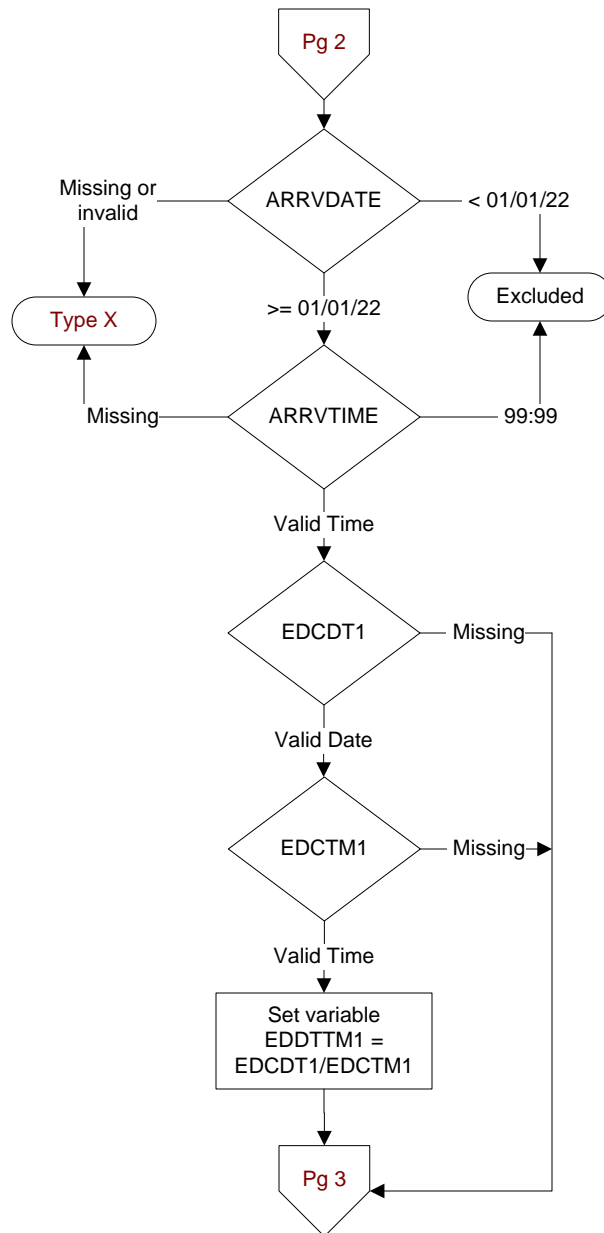 Pg 2
Missing or
invalid
ARRVDATE
< 01/01/22
Type X
>= 01/01/22
Excluded
Missing
ARRVTIME
99:99
Valid Time
EDCDT1
Missing
Valid Date
EDCTM1
Missing
Valid Time
Set variable
EDDTTM1 =
EDCDT1/EDCTM1
Pg 3